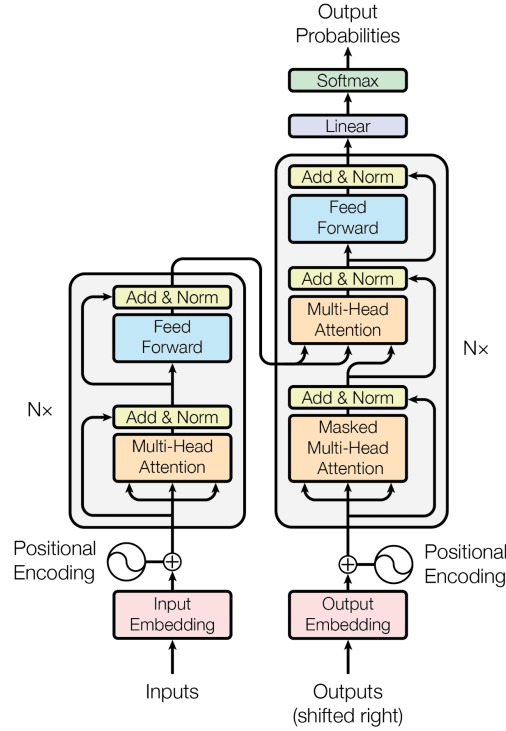 Output
Probabilities
Softmax
Linear
Add & Norm
Feed
Forward
Add & Norm
Multi-Head
Attention
Nx
Add & Norm
Masked
Multi-Head
Attention
Add & Norm
Feed
Forward
Nx
Add & Norm
Multi-Head
Attention
Positional
Encoding
Positional
Encoding
Input
Embedding
Output
Embedding
Inputs
Outputs
(shifted right)